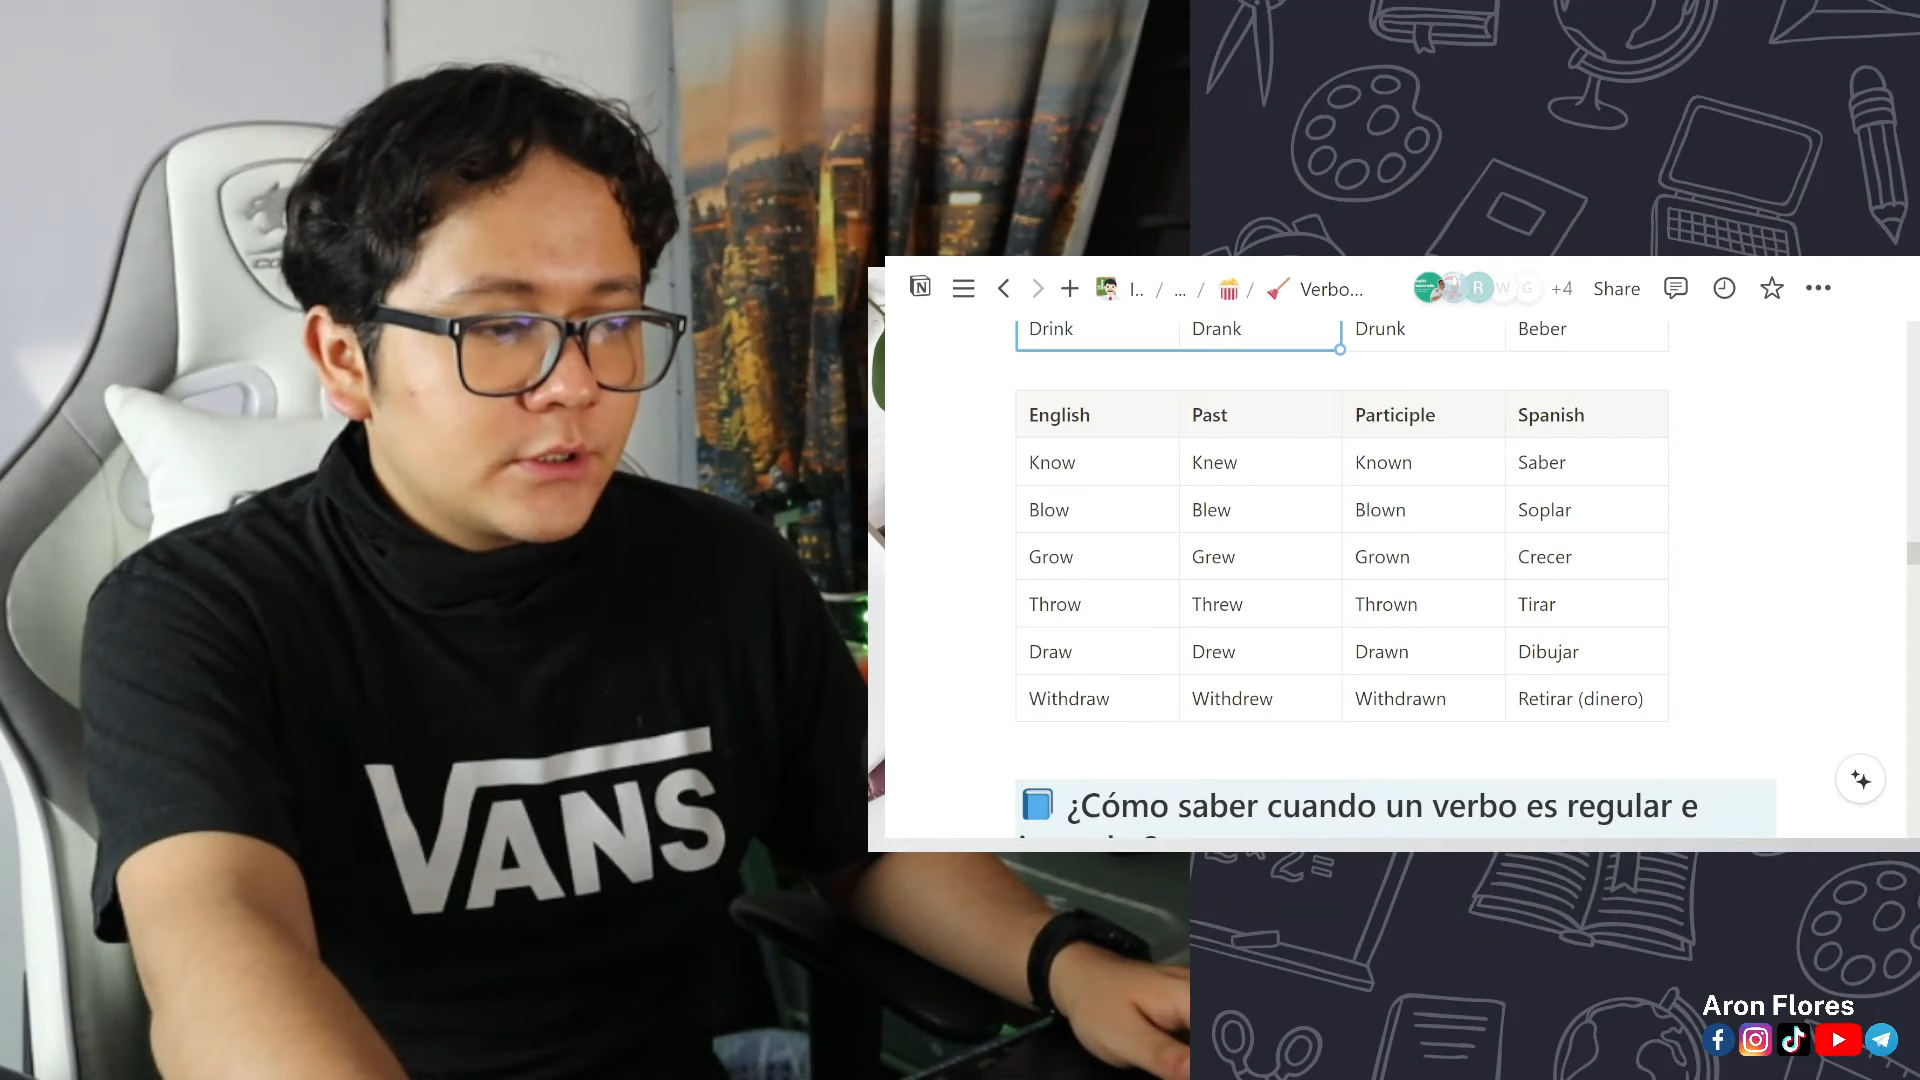 I.. / ... / / Verbo... R W G +4 Share
Drink Drank Drunk Beber
English Past Participle Spanish
Know Knew Known Saber
Blow Blew Blown Soplar
Grow Grew Grown Crecer
Throw Threw Thrown Tirar
Draw Drew Drawn Dibujar
Withdraw Withdrew Withdrawn Retirar (dinero)
¿Cómo saber cuando un verbo es regular e
VANS
Aron Flores